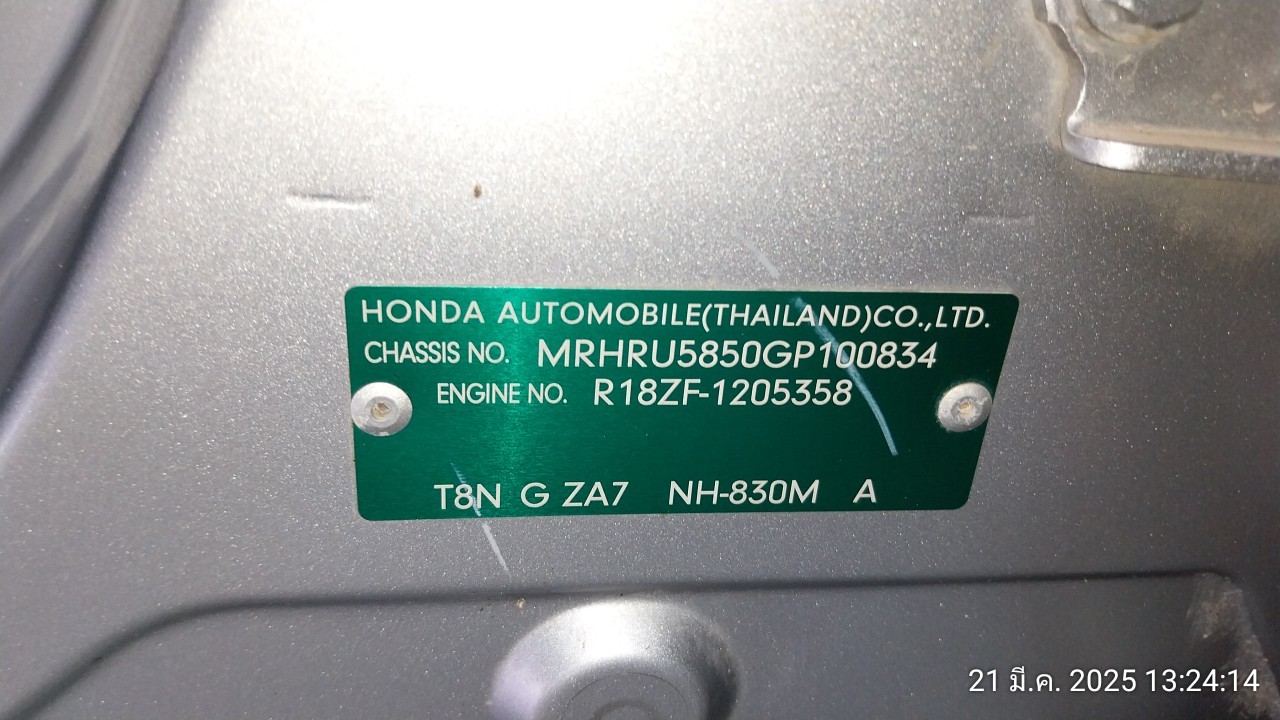 HONDA AUTOMOBILE(THAILAND)CO.,LTD.
CHASSIS NO. MRHRU5850GP100834
ENGINE NO. R18ZF-1205358
T8N G ZA7 NH-830M A
21 มี.ค. 2025 13:24:14